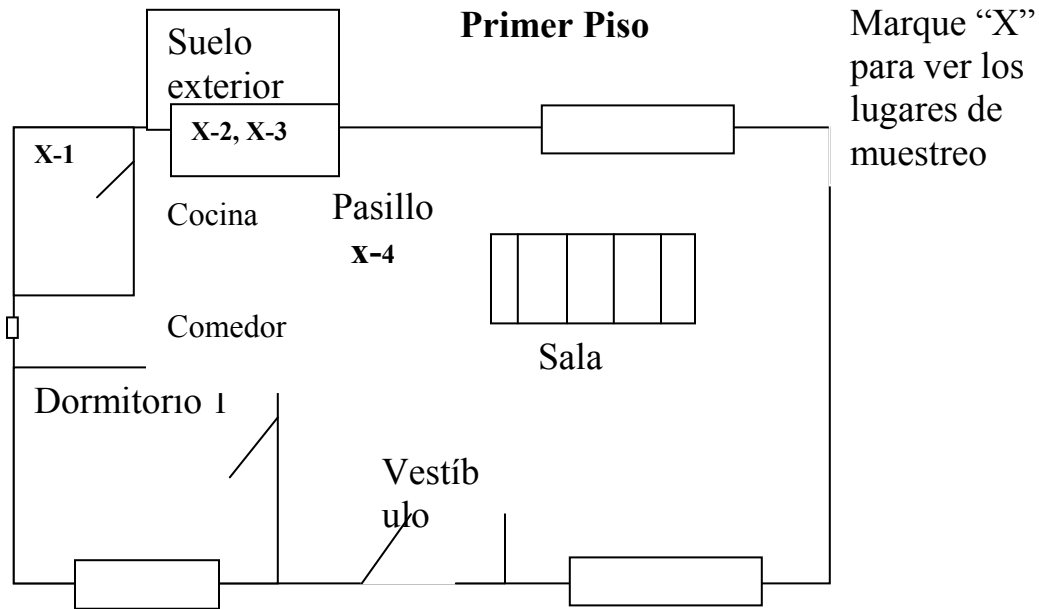 Primer Piso
Marque “X”
para ver los
lugares de
muestreo
Suelo
exterior
X-2, X-3
X-1
Cocina
Pasillo
X-4
Comedor
Sala
Dormitorio 1
Vestíb
ulo